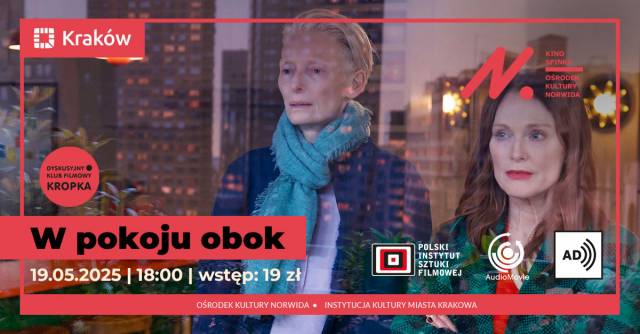 Kraków
KINO
SPINKA
OŚRODEK
KULTURY
NORWIDA
DYSKUSYJNY
KLUB FILMOWY
KROPKA
W pokoju obok
19.05.2025 | 18:00 | wstęp: 19 zł
POLSKI
INSTYTUT
SZTUKI
FILMOWEJ
AudioMovie
AD
OŚRODEK KULTURY NORWIDA ● INSTYTUCJA KULTURY MIASTA KRAKOWA